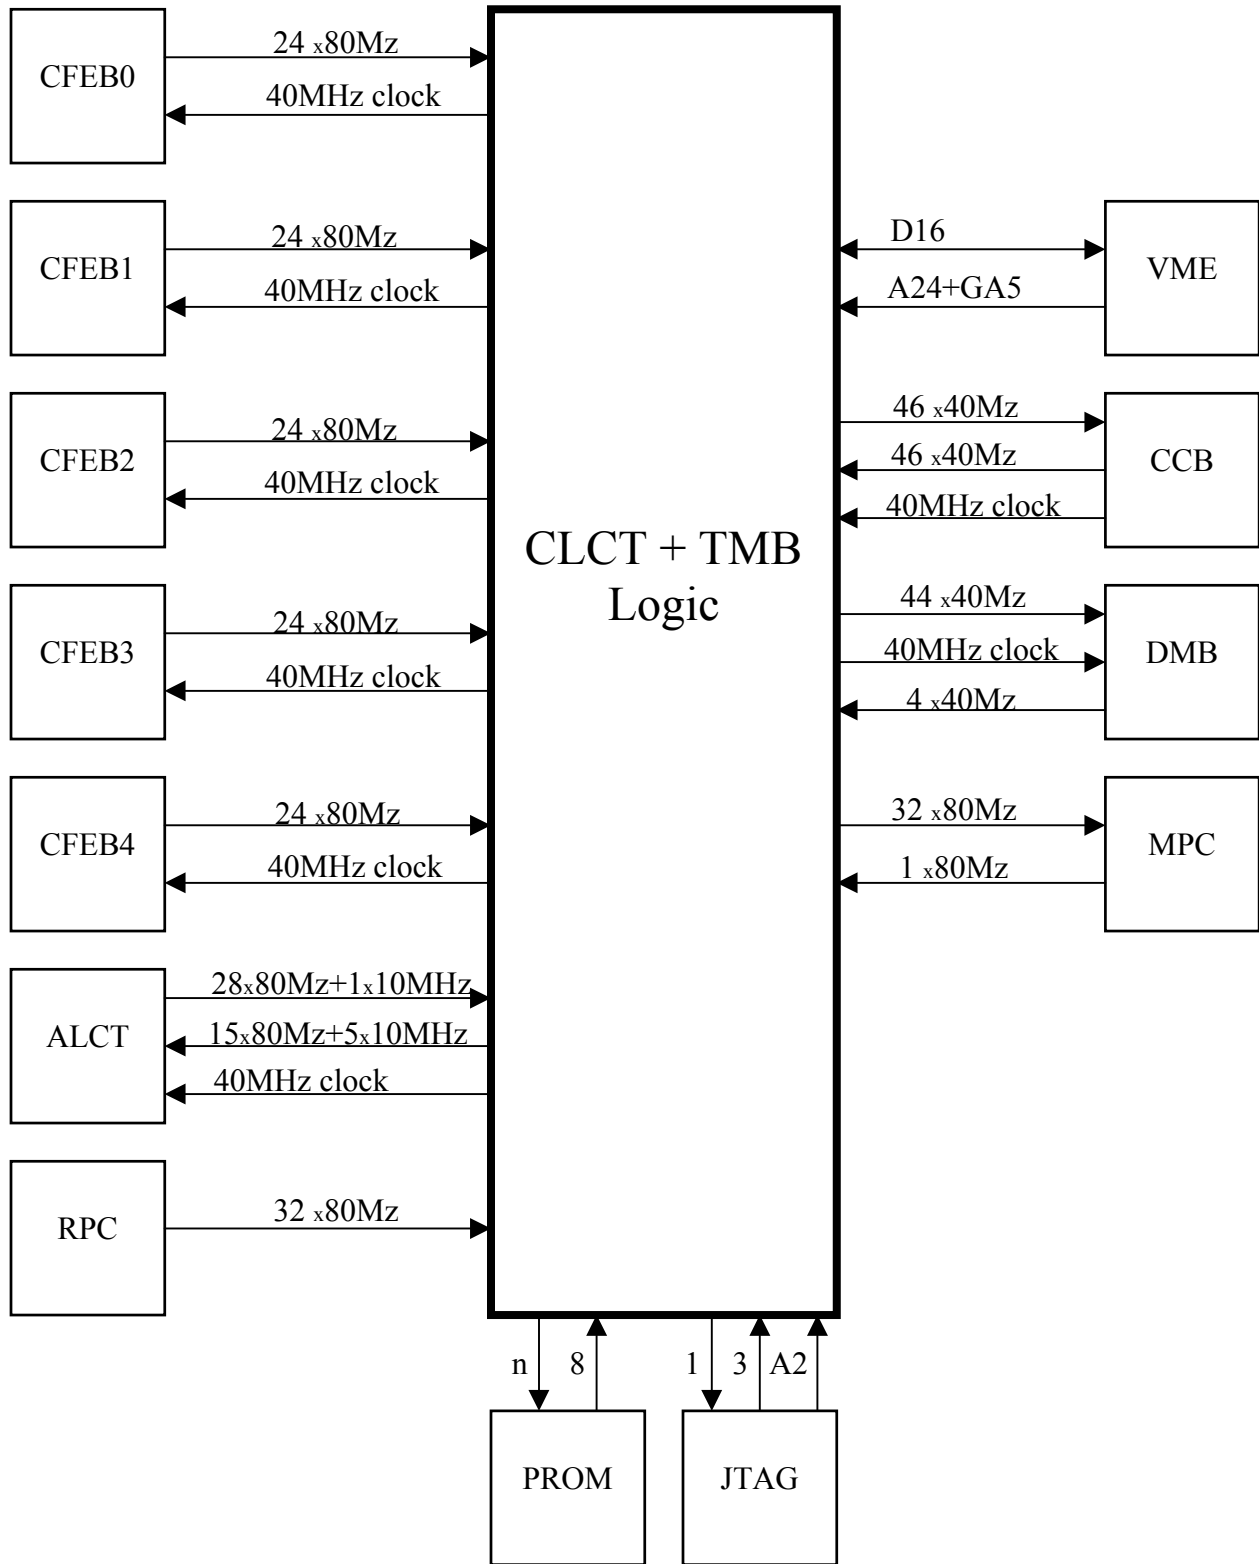 CFEB0
24 x80Mz
40MHz clock
CFEB1
24 x80Mz
40MHz clock
CFEB2
24 x80Mz
40MHz clock
CFEB3
24 x80Mz
40MHz clock
CFEB4
24 x80Mz
40MHz clock
ALCT
28x80Mz+1x10MHz
15x80Mz+5x10MHz
40MHz clock
RPC
32 x80Mz
CLCT + TMB
Logic
D16
A24+GA5
VME
46 x40Mz
46 x40Mz
40MHz clock
CCB
44 x40Mz
40MHz clock
4 x40Mz
DMB
32 x80Mz
1 x80Mz
MPC
n 8
PROM
1 3 A2
JTAG